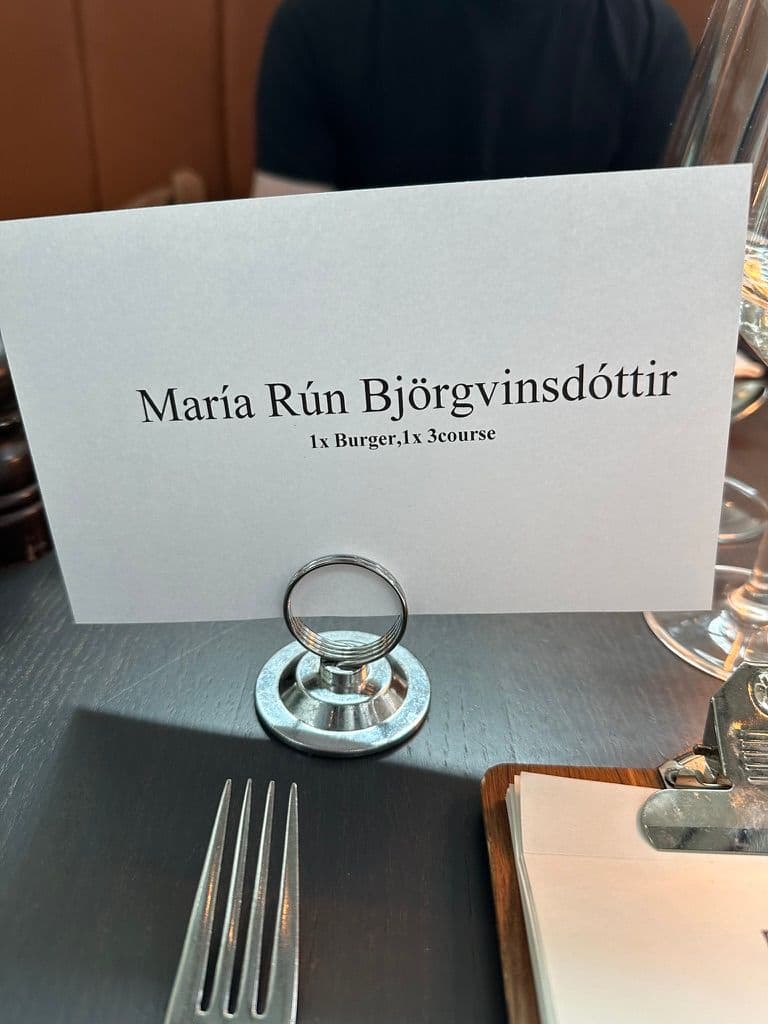 María Rún Björgvinsdóttir
1x Burger,1x 3course